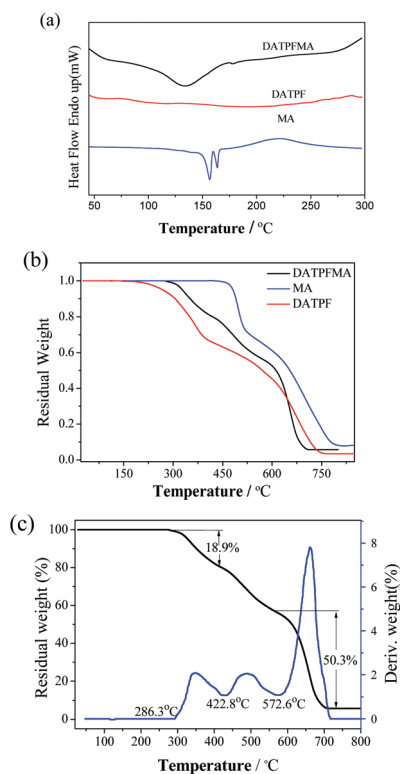 (a)
DATPFMA
DATPF
MA
Heat Flow Endo up(mW)
50 100 150 200 250 300
Temperature / °C
(b)
DATPFMA
MA
DATPF
Residual Weight
1.0
0.8
0.6
0.4
0.2
0.0
150 300 450 600 750
Temperature / °C
(c)
Residual weight (%)
100
80
60
40
20
0
18.9%
50.3%
286.3°C
422.8°C
572.6°C
8
6
4
2
0
Deriv. weight(%)
100 200 300 400 500 600 700 800
Temperature / °C